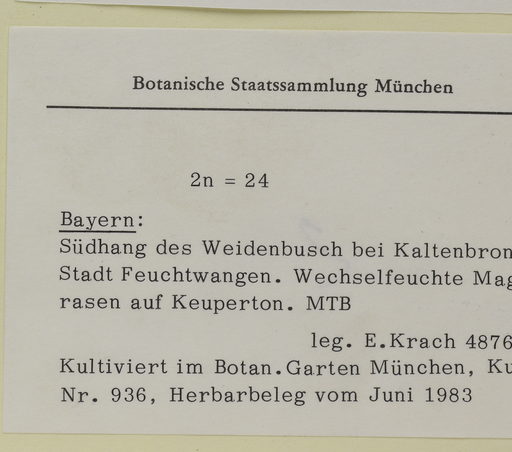 Botanische Staatssammlung München
2n = 24
Bayern:
Südhang des Weidenbusch bei Kaltenbron
Stadt Feuchtwangen. Wechselfeuchte Mag
rasen auf Keuperton. MTB
leg. E.Krach 4876
Kultiviert im Botan.Garten München, Ku
Nr. 936, Herbarbeleg vom Juni 1983